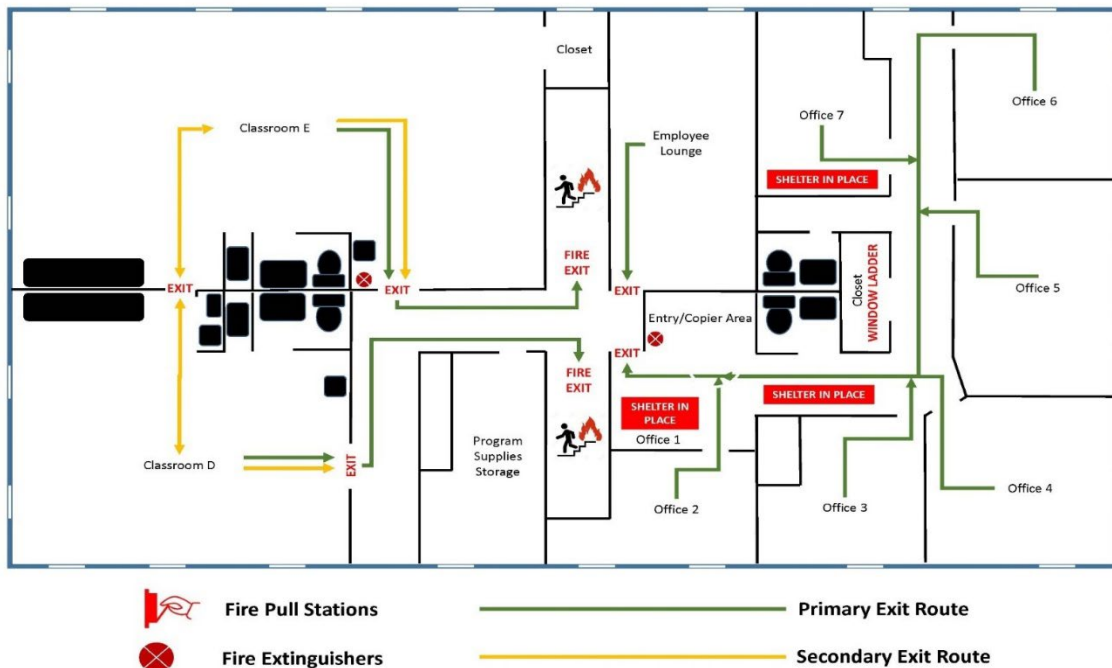 Closet
Classroom E
Employee
Lounge
Office 7
Office 6
SHELTER IN PLACE
FIRE
EXIT
EXIT
EXIT
EXIT
Entry/Copier Area
Closet
WINDOW LADDER
Office 5
EXIT
FIRE
EXIT
SHELTER IN
PLACE
SHELTER IN PLACE
Office 1
Program
Supplies
Storage
Classroom D
EXIT
Office 2
Office 3
Office 4
Fire Pull Stations
Primary Exit Route
Fire Extinguishers
Secondary Exit Route